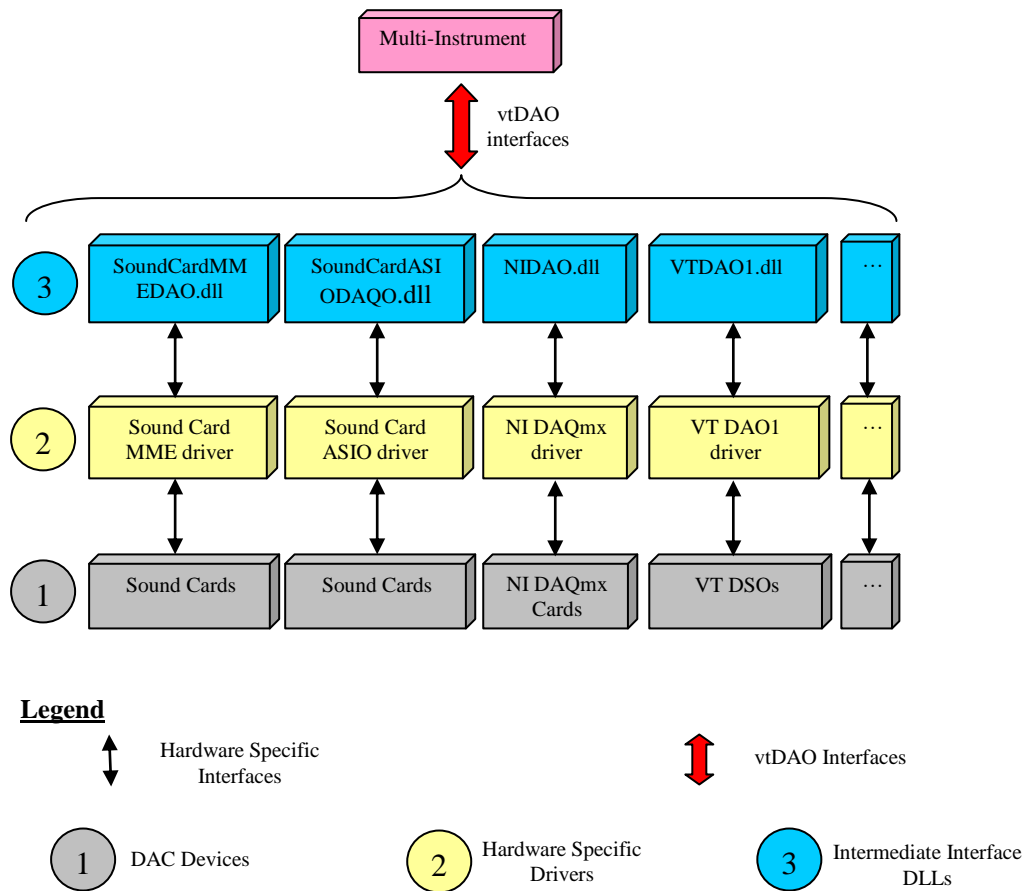 Multi-Instrument
vtDAO
interfaces
3
SoundCardMM
EDAO.dll
SoundCardASI
ODAQO.dll
NIDAO.dll
VTDAO1.dll
…
2
Sound Card
MME driver
Sound Card
ASIO driver
NI DAQmx
driver
VT DAO1
driver
…
1
Sound Cards
Sound Cards
NI DAQmx
Cards
VT DSOs
…
Legend
Hardware Specific
Interfaces
vtDAO Interfaces
1
DAC Devices
2
Hardware Specific
Drivers
3
Intermediate Interface
DLLs